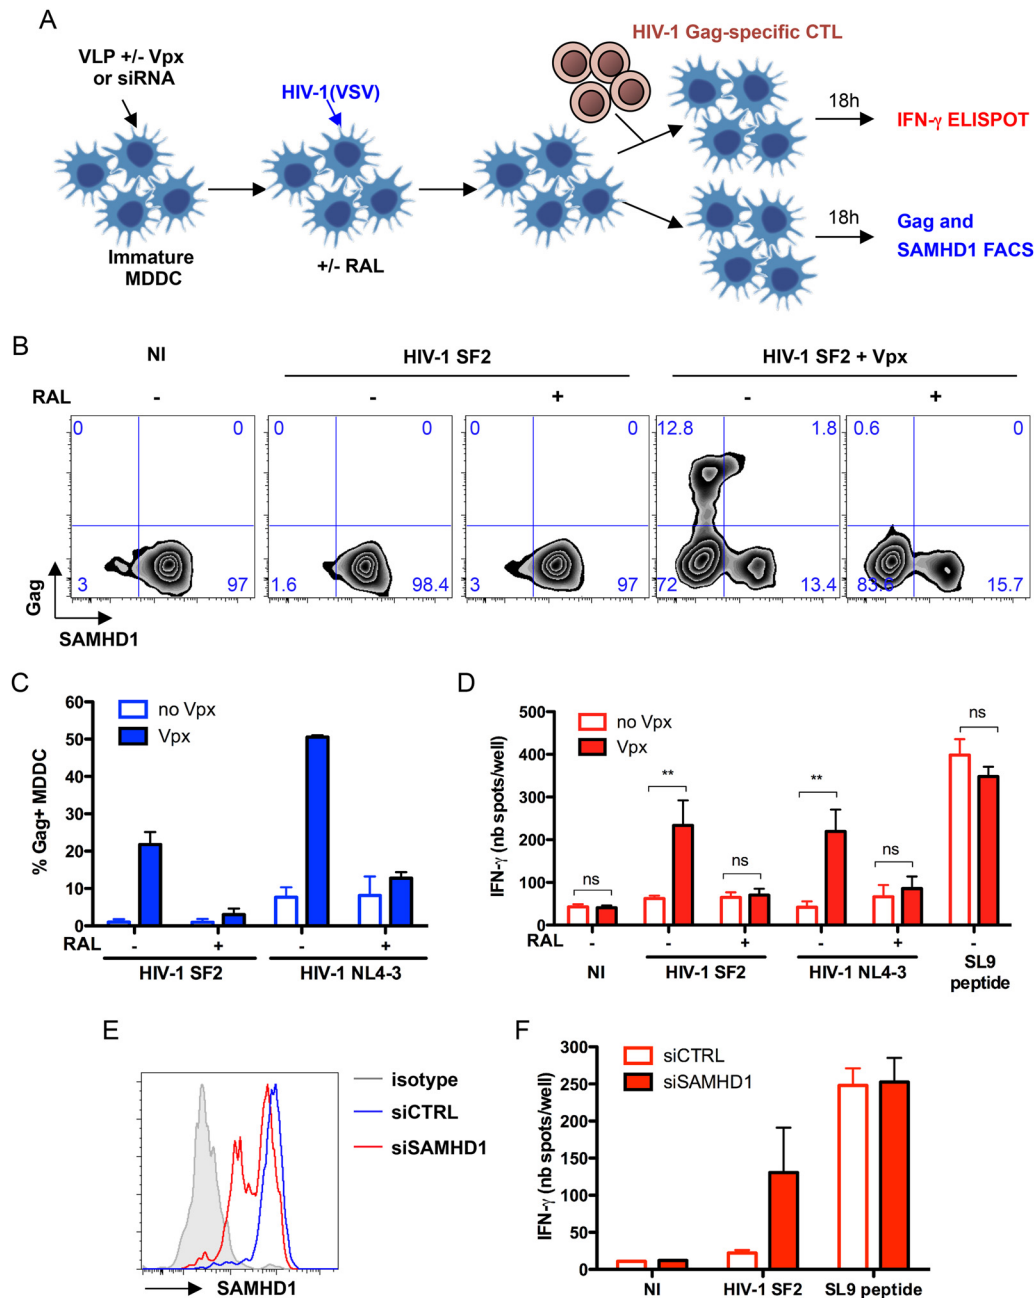 A
VLP +/- Vpx
or siRNA
HIV-1(VSV)
HIV-1 Gag-specific CTL
18h
IFN-γ ELISPOT
Immature
MDDC
+/- RAL
18h
Gag and
SAMHD1 FACS
B
NI
HIV-1 SF2
HIV-1 SF2 + Vpx
RAL - - + - +
0 0 0 0 0 0 12.8 1.8 0.6 0
3 97 1.6 98.4 3 97 72 13.4 83.6 15.7
Gag
SAMHD1
C
no Vpx
Vpx
% Gag+ MDDC
60
50
40
30
20
10
0
RAL - + - +
HIV-1 SF2 HIV-1 NL4-3
D
no Vpx
Vpx
IFN-γ (nb spots/well)
500
400
300
200
100
0
ns ** ns ** ns ns
RAL - - + - + -
NI HIV-1 SF2 HIV-1 NL4-3 SL9
peptide
E
isotype
siCTRL
siSAMHD1
SAMHD1
F
siCTRL
siSAMHD1
IFN-γ (nb spots/well)
300
250
200
150
100
50
0
NI HIV-1 SF2 SL9 peptide